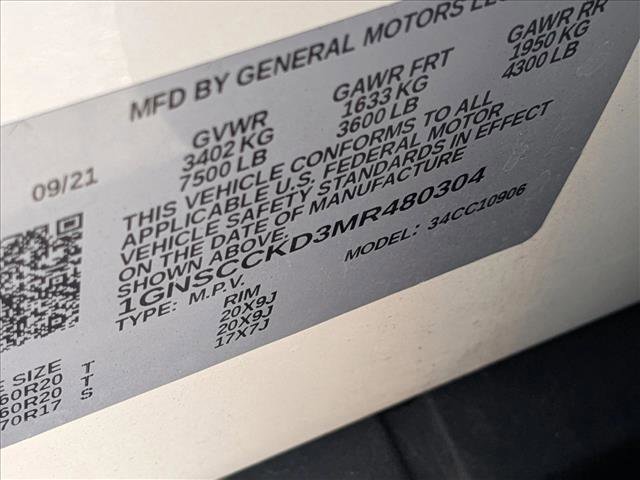 MFD BY GENERAL MOTORS LLC
09/21
GVWR
3402 KG
7500 LB
GAWR FRT
1633 KG
3600 LB
GAWR RR
1950 KG
4300 LB
THIS VEHICLE CONFORMS TO ALL
APPLICABLE U.S. FEDERAL MOTOR
VEHICLE SAFETY STANDARDS IN EFFECT
ON THE DATE OF MANUFACTURE
SHOWN ABOVE.
1GNSCCKD3MR480304
TYPE: M.P.V.
MODEL: 34CC10906
SIZE
60R20 T
60R20 T
70R17 S
RIM
20X9J
20X9J
17X7J